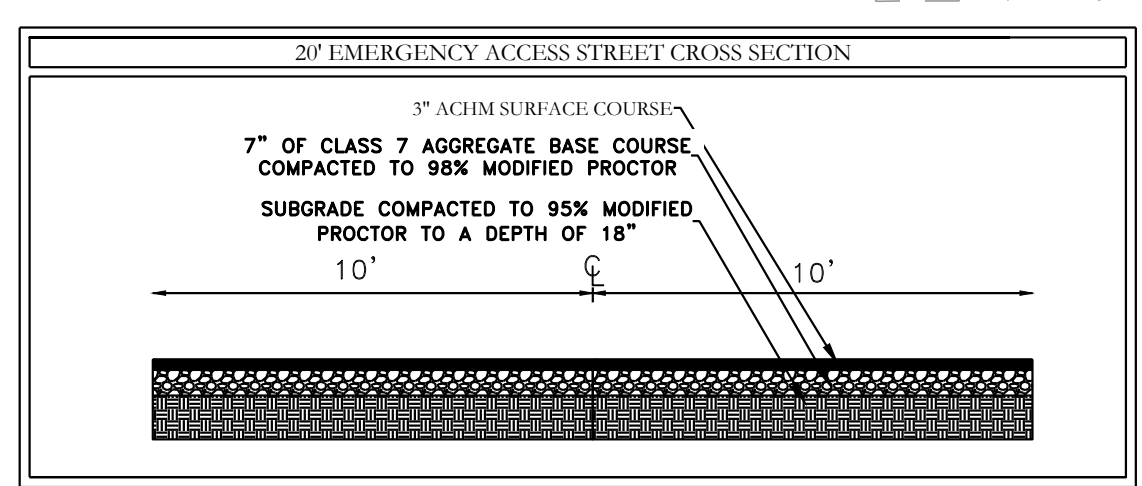 20' EMERGENCY ACCESS STREET CROSS SECTION
3" ACHM SURFACE COURSE
7" OF CLASS 7 AGGREGATE BASE COURSE
COMPACTED TO 98% MODIFIED PROCTOR
SUBGRADE COMPACTED TO 95% MODIFIED
PROCTOR TO A DEPTH OF 18"
10' ℄ 10'